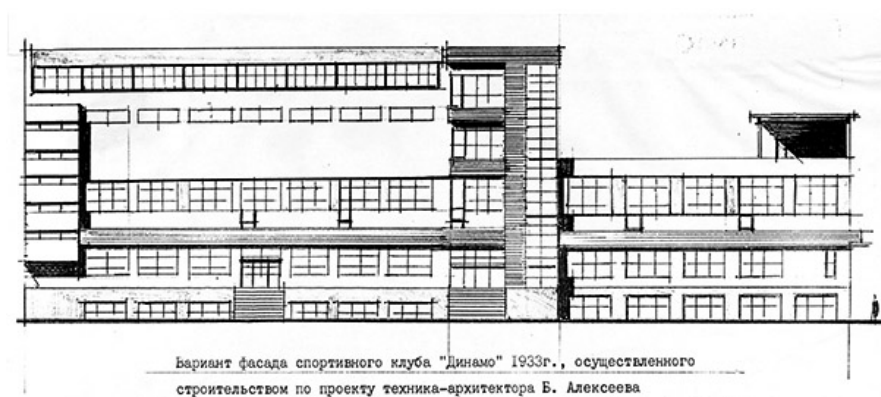 Вариант фасада спортивного клуба "Динамо" 1933г., осуществленного
строительством по проекту техника-архитектора Б. Алексеева